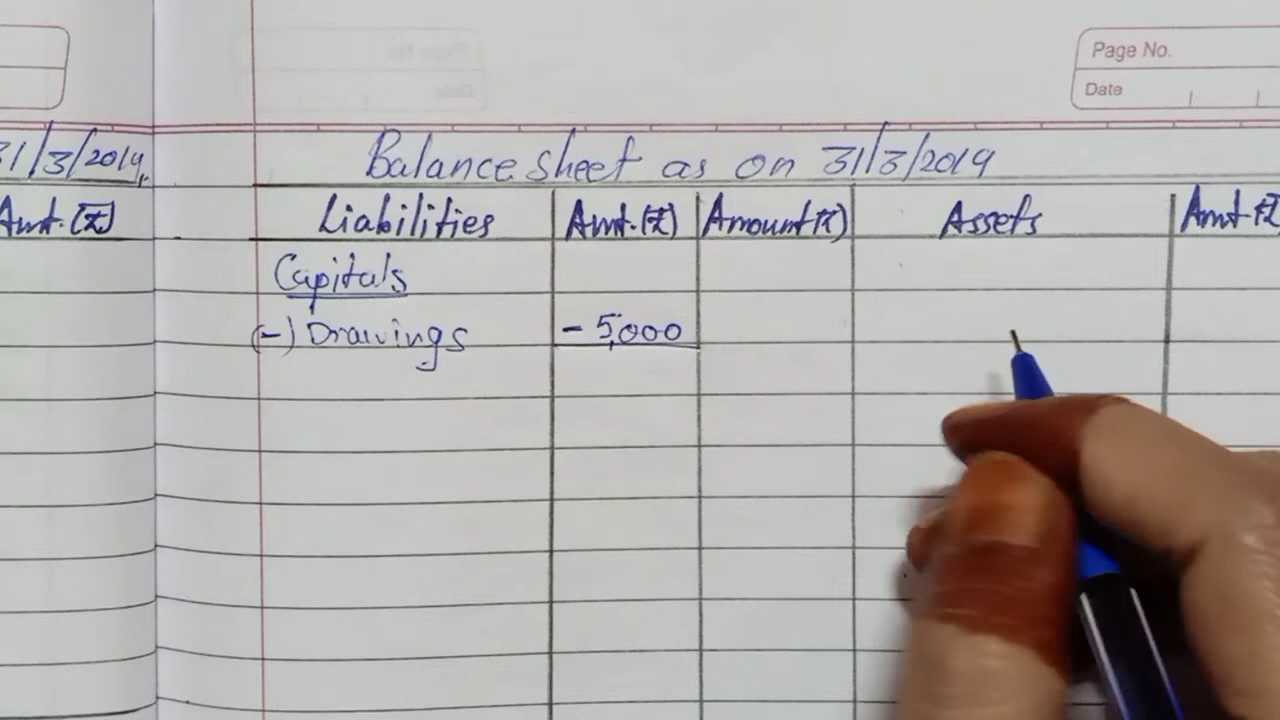 Page No.
Date
31/3/2019
Balance sheet as on 31/3/2019
Amt.(₹) Liabilities Amt.(₹) Amount(₹) Assets Amt.(₹
Capitals
(-) Drawings - 5,000